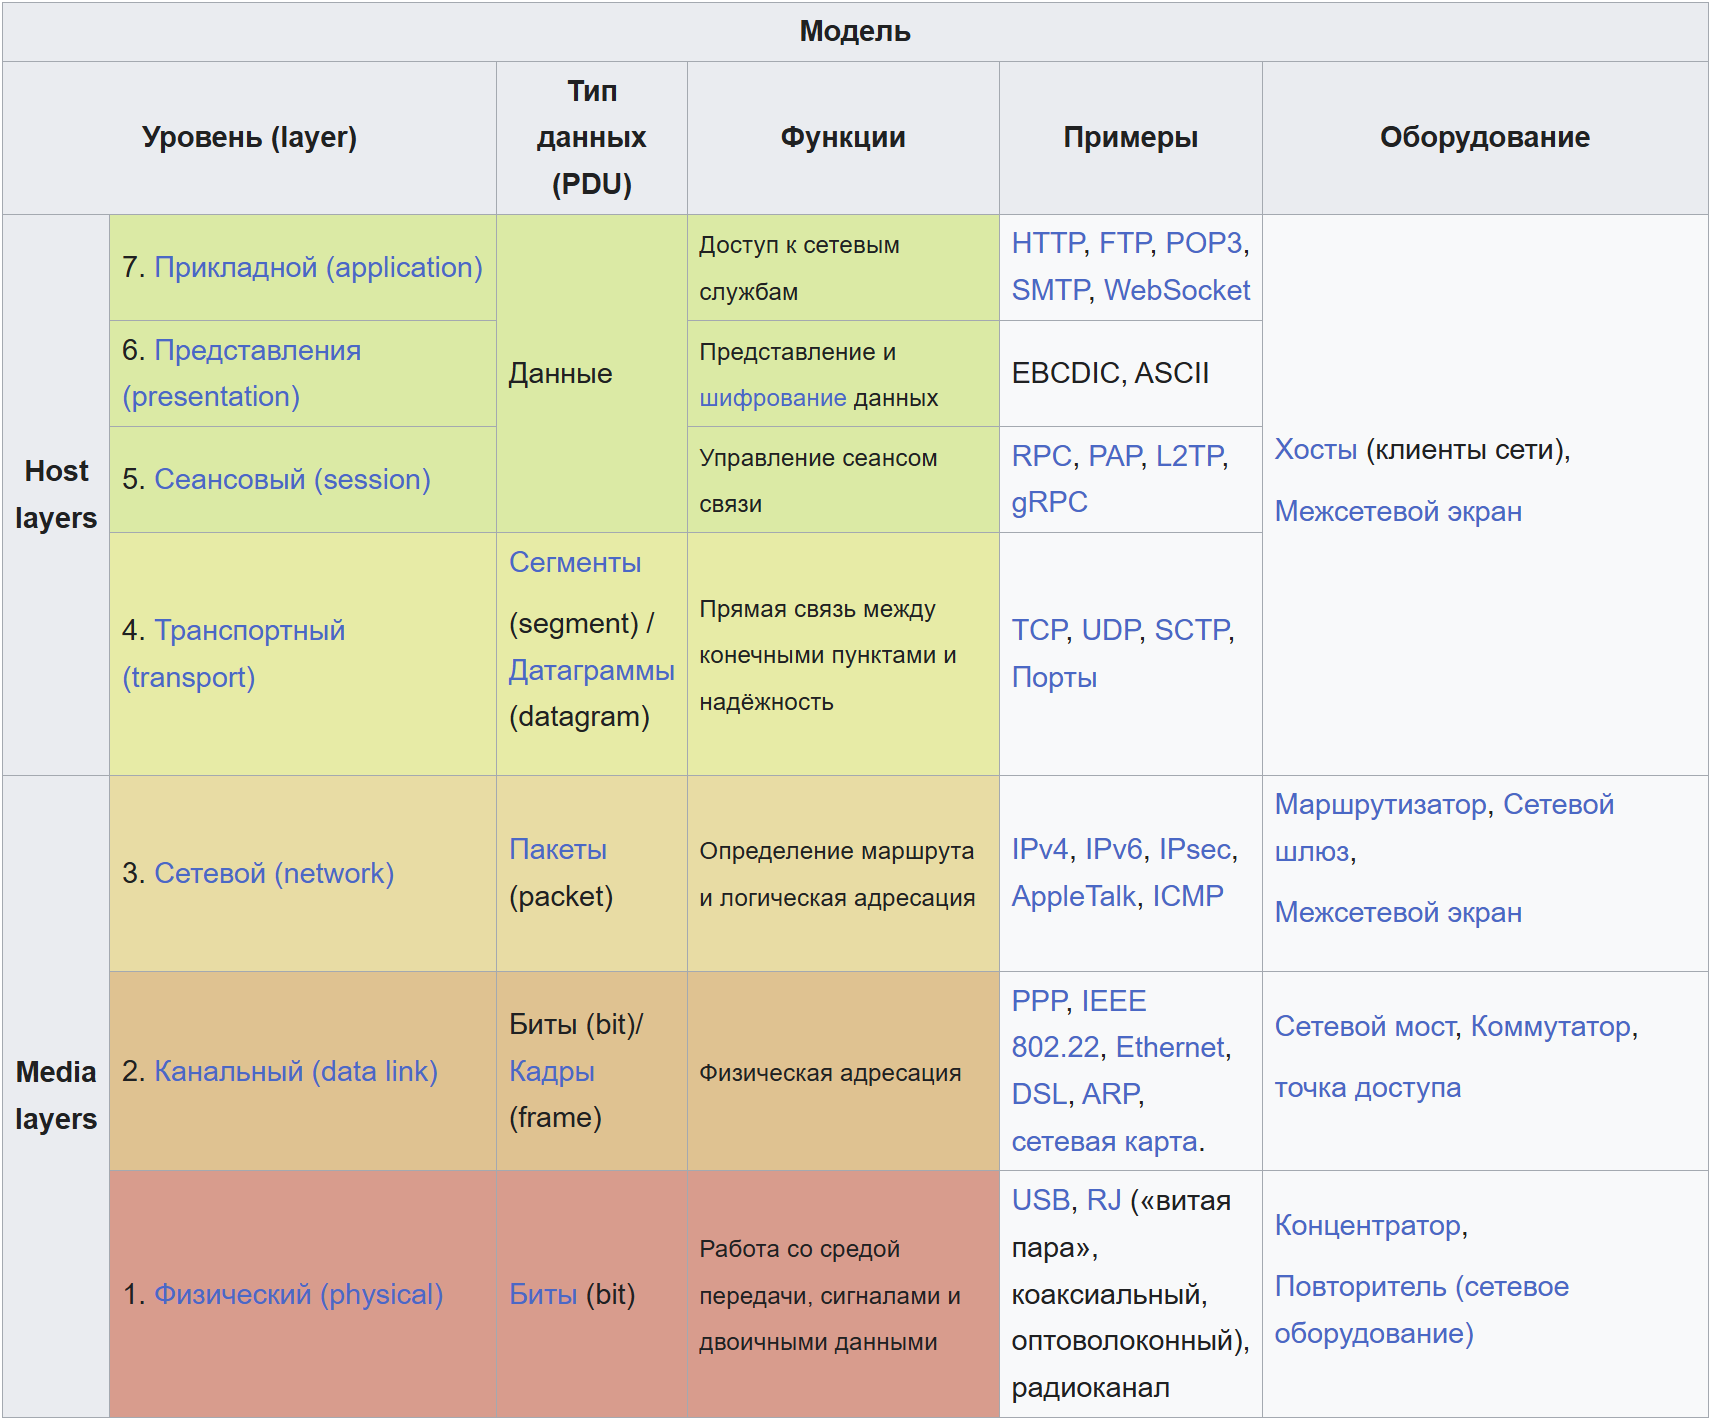 Модель
Уровень (layer)
Тип
данных
(PDU)
Функции
Примеры
Оборудование
Host
layers
7. Прикладной (application)
Данные
Доступ к сетевым
службам
HTTP, FTP, POP3,
SMTP, WebSocket
Хосты (клиенты сети),
Межсетевой экран
6. Представления
(presentation)
Представление и
шифрование данных
EBCDIC, ASCII
5. Сеансовый (session)
Управление сеансом
связи
RPC, PAP, L2TP,
gRPC
4. Транспортный
(transport)
Сегменты
(segment) /
Датаграммы
(datagram)
Прямая связь между
конечными пунктами и
надёжность
TCP, UDP, SCTP,
Порты
Media
layers
3. Сетевой (network)
Пакеты
(packet)
Определение маршрута
и логическая адресация
IPv4, IPv6, IPsec,
AppleTalk, ICMP
Маршрутизатор, Сетевой
шлюз,
Межсетевой экран
2. Канальный (data link)
Биты (bit)/
Кадры
(frame)
Физическая адресация
PPP, IEEE
802.22, Ethernet,
DSL, ARP,
сетевая карта.
Сетевой мост, Коммутатор,
точка доступа
1. Физический (physical)
Биты (bit)
Работа со средой
передачи, сигналами и
двоичными данными
USB, RJ («витая
пара»,
коаксиальный,
оптоволоконный),
радиоканал
Концентратор,
Повторитель (сетевое
оборудование)